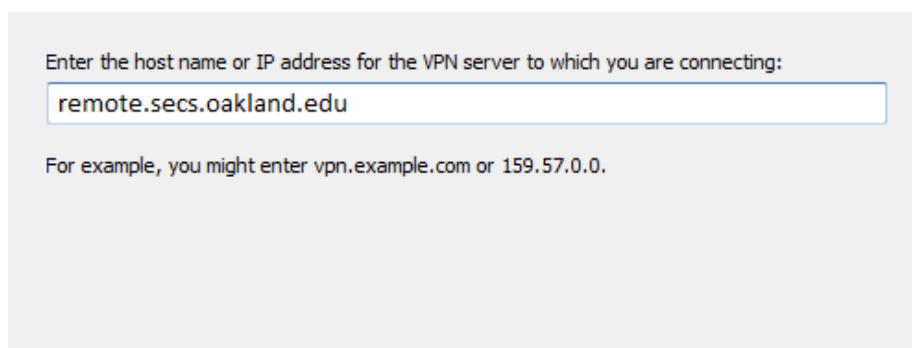 Enter the host name or IP address for the VPN server to which you are connecting:
remote.secs.oakland.edu
For example, you might enter vpn.example.com or 159.57.0.0.